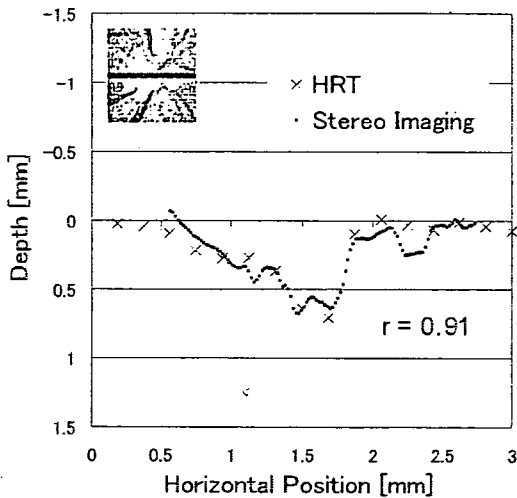 -1.5
-1
-0.5
0
0.5
1
1.5
Depth [mm]
× HRT
• Stereo Imaging
r = 0.91
0 0.5 1 1.5 2 2.5 3
Horizontal Position [mm]